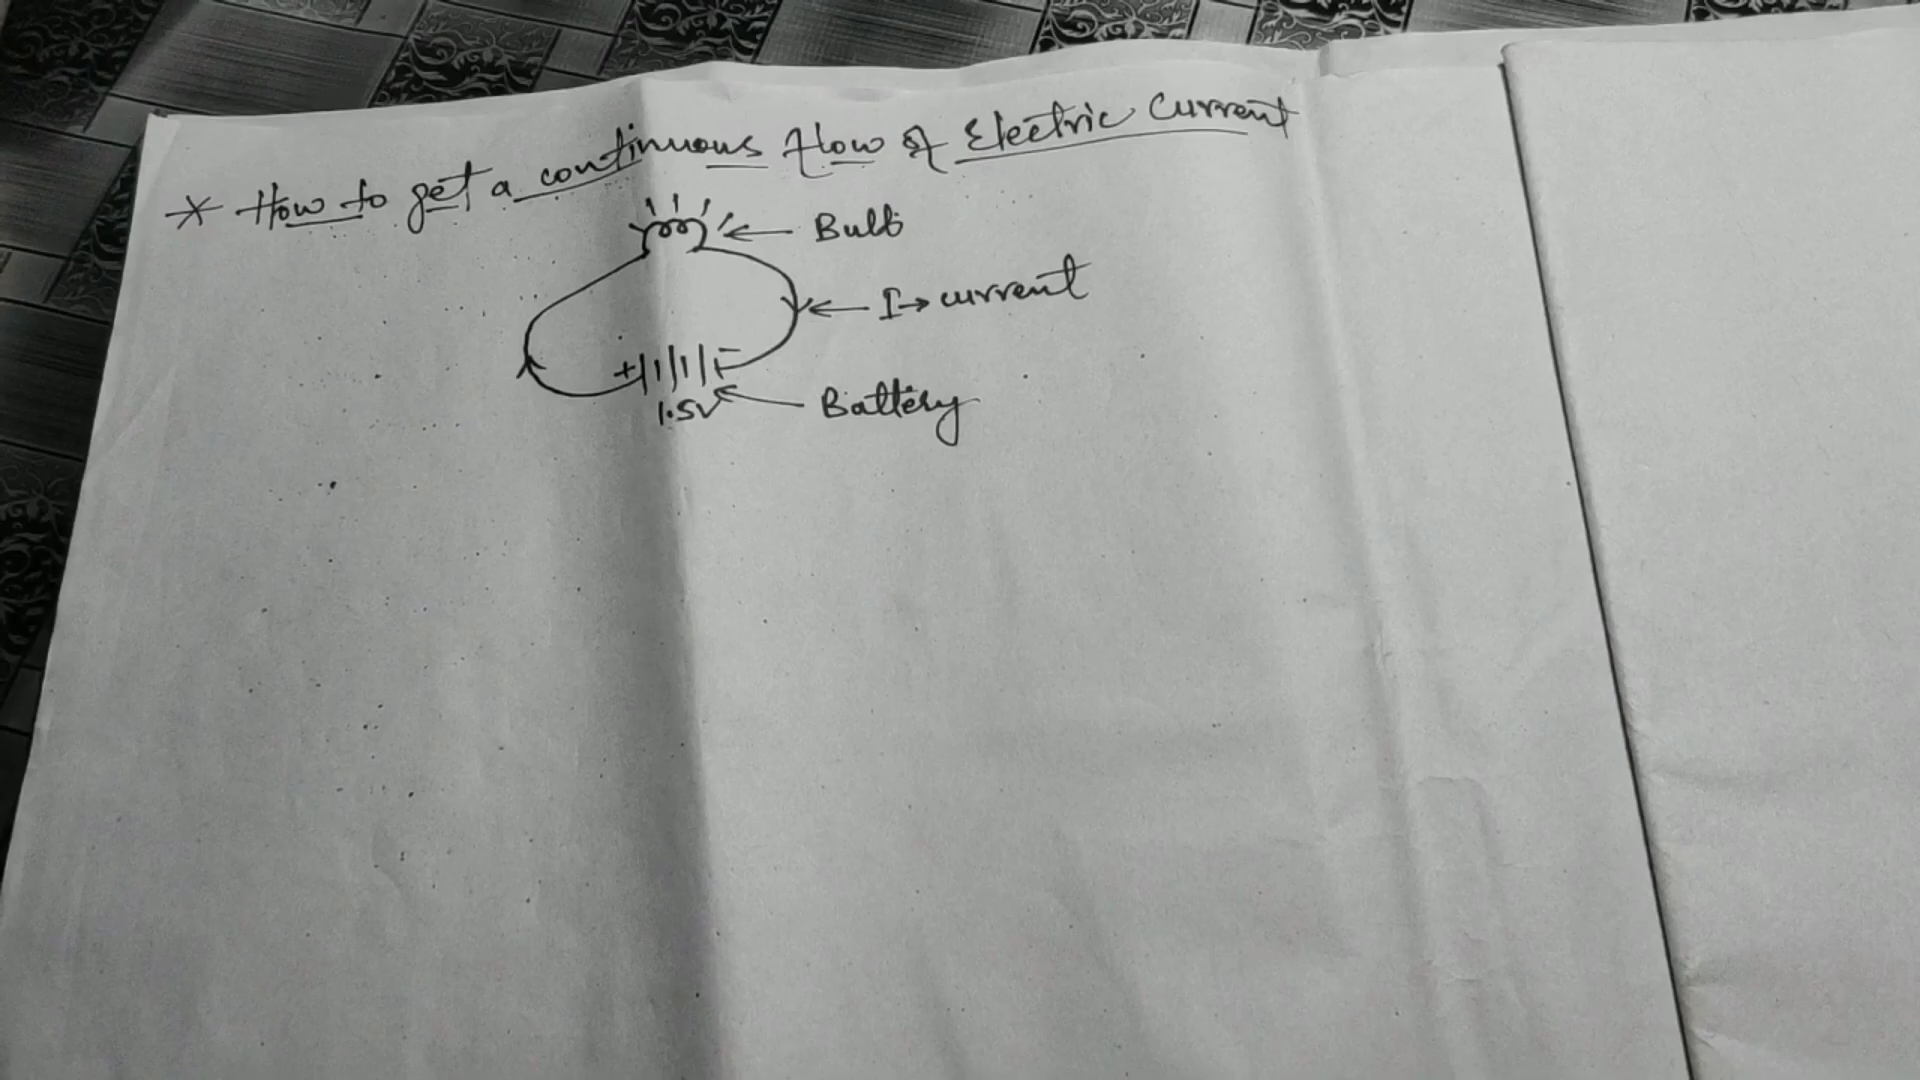 * How to get a continuous flow of Electric Current
Bulb
I→ current
+ -
1.5V
Battery